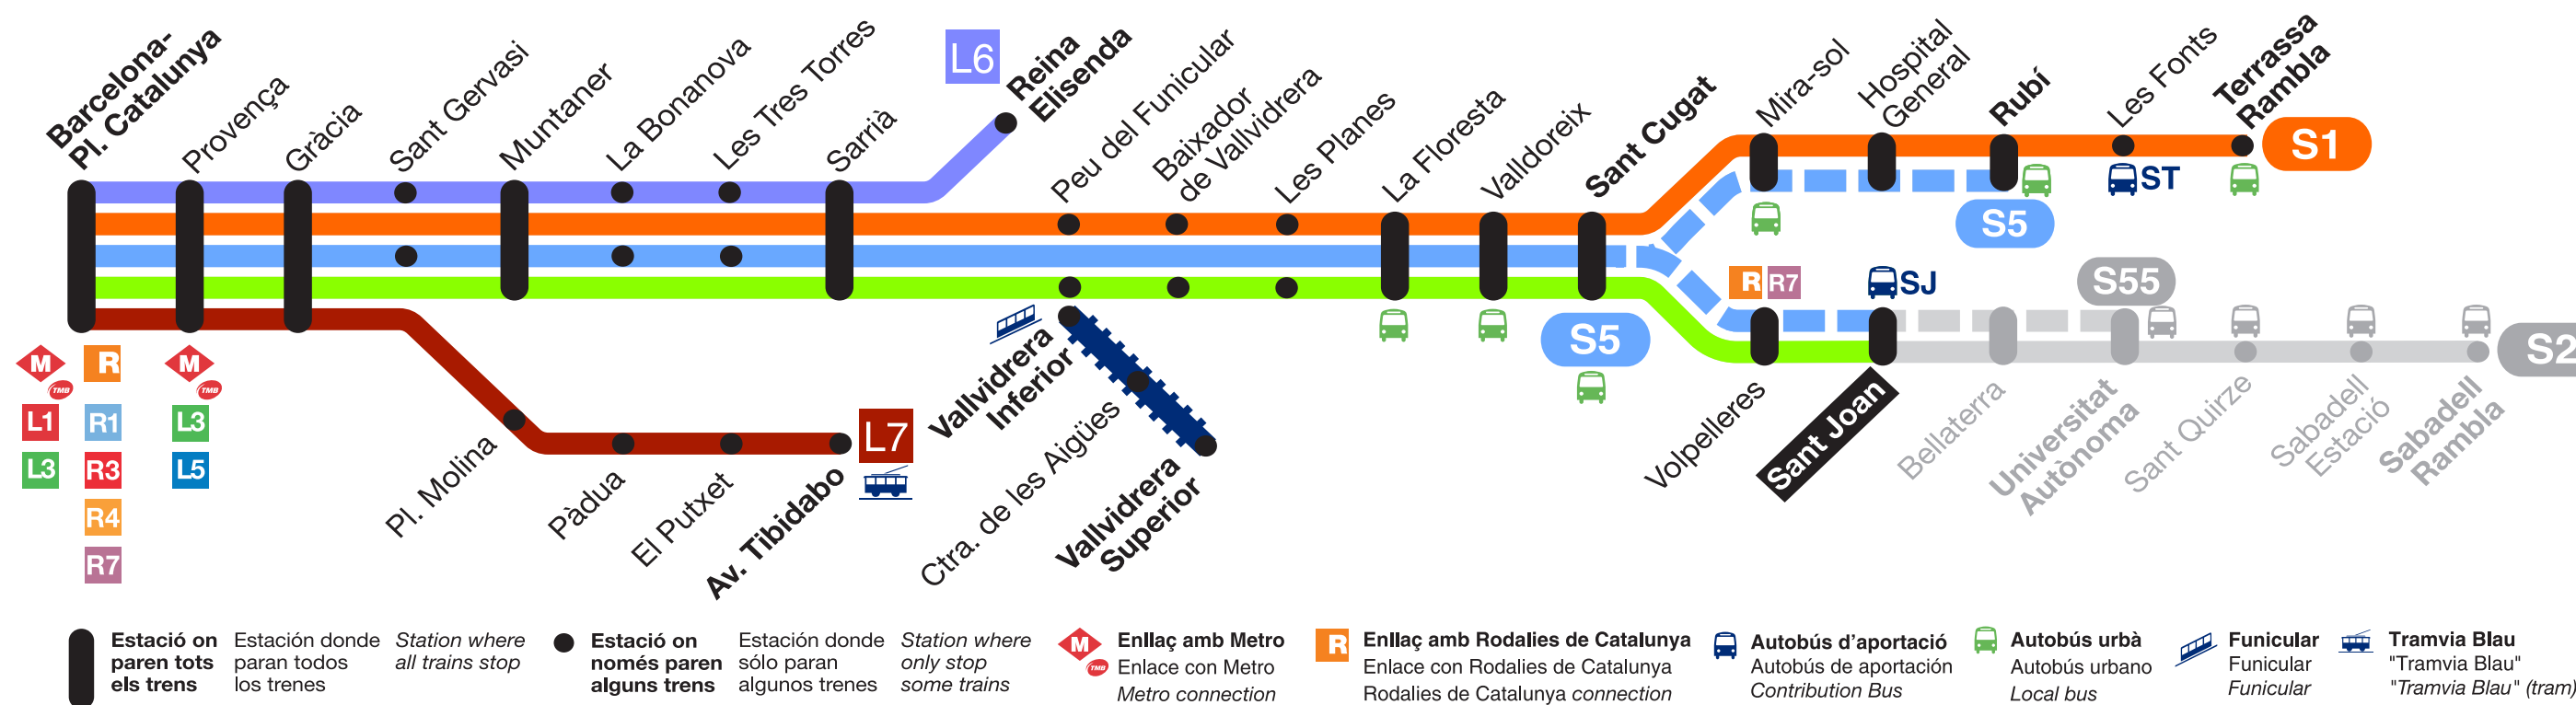 Barcelona-
Pl. Catalunya
Provença
Gràcia
Sant Gervasi
Muntaner
La Bonanova
Les Tres Torres
Sarrià
L6
Reina
Elisenda
Peu del Funicular
Baixador
de Vallvidrera
Les Planes
La Floresta
Valldoreix
Sant Cugat
Mira-sol
Hospital
General
Rubí
Les Fonts
Terrassa
Rambla
S1
ST
S5
S5
R R7
SJ
S55
S2
M
TMB
L1
L3
R
R1
R3
R4
R7
M
TMB
L3
L5
Pl. Molina
Pàdua
El Putxet
Av. Tibidabo
L7
Vallvidrera
Inferior
Ctra. de les Aigües
Vallvidrera
Superior
Volpelleres
Sant Joan
Bellaterra
Universitat
Autònoma
Sant Quirze
Sabadell
Estació
Sabadell
Rambla
Estació on
paren tots
els trens
Estación donde
paran todos
los trenes
Station where
all trains stop
Estació on
només paren
alguns trens
Estación donde
sólo paran
algunos trenes
Station where
only stop
some trains
M
TMB
Enllaç amb Metro
Enlace con Metro
Metro connection
R
Enllaç amb Rodalies de Catalunya
Enlace con Rodalies de Catalunya
Rodalies de Catalunya connection
Autobús d'aportació
Autobús de aportación
Contribution Bus
Autobús urbà
Autobús urbano
Local bus
Funicular
Funicular
Funicular
Tramvia Blau
"Tramvia Blau"
"Tramvia Blau" (tram)